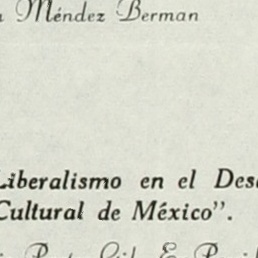 Méndez Berman
Liberalismo en el Des
Cultural de México".